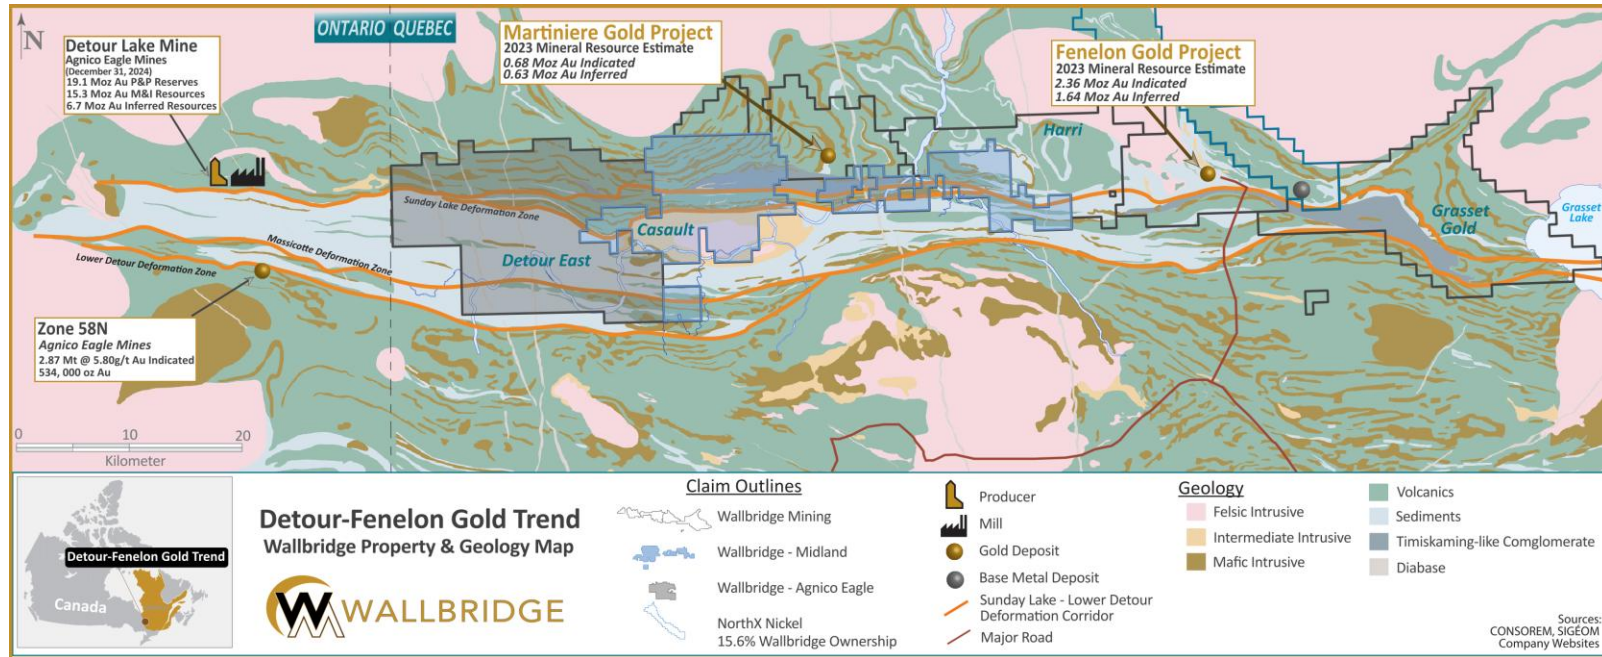 N
ONTARIO QUEBEC
Detour Lake Mine
Agnico Eagle Mines
(December 31, 2024)
19.1 Moz Au P&P Reserves
15.3 Moz Au M&I Resources
6.7 Moz Au Inferred Resources
Martiniere Gold Project
2023 Mineral Resource Estimate
0.68 Moz Au Indicated
0.63 Moz Au Inferred
Fenelon Gold Project
2023 Mineral Resource Estimate
2.36 Moz Au Indicated
1.64 Moz Au Inferred
Harri
Sunday Lake Deformation Zone
Casault
Grasset
Gold
Grasset
Lake
Massicotte Deformation Zone
Lower Detour Deformation Zone
Detour East
Zone 58N
Agnico Eagle Mines
2.87 Mt @ 5.80g/t Au Indicated
534, 000 oz Au
0 10 20
Kilometer
Detour-Fenelon Gold Trend
Canada
Detour-Fenelon Gold Trend
Wallbridge Property & Geology Map
WALLBRIDGE
Claim Outlines
Wallbridge Mining
Wallbridge - Midland
Wallbridge - Agnico Eagle
NorthX Nickel
15.6% Wallbridge Ownership
Producer
Mill
Gold Deposit
Base Metal Deposit
Sunday Lake - Lower Detour
Deformation Corridor
Major Road
Geology
Felsic Intrusive
Intermediate Intrusive
Mafic Intrusive
Volcanics
Sediments
Timiskaming-like Comglomerate
Diabase
Sources:
CONSOREM, SIGÉOM
Company Websites